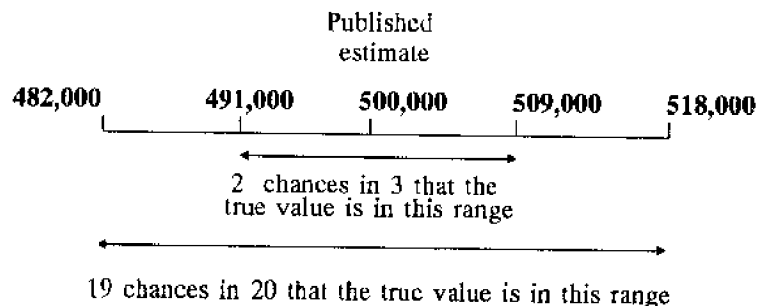 Published
estimate
482,000 491,000 500,000 509,000 518,000
2 chances in 3 that the
true value is in this range
19 chances in 20 that the true value is in this range